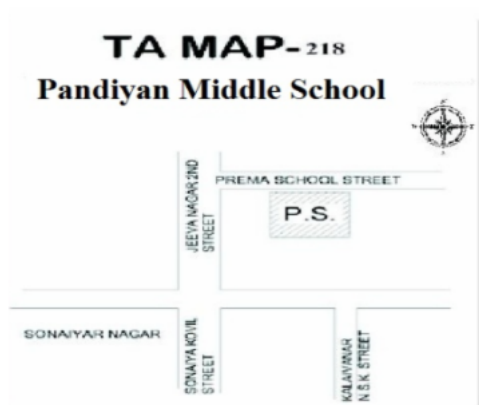 TA MAP-218
Pandiyan Middle School
PREMA SCHOOL STREET
JEEVA NAGAR 2ND
STREET
P.S.
SONAIYAR NAGAR
SONAIYA KOVIL
STREET
KALAIVANAR
N.S.K. STREET